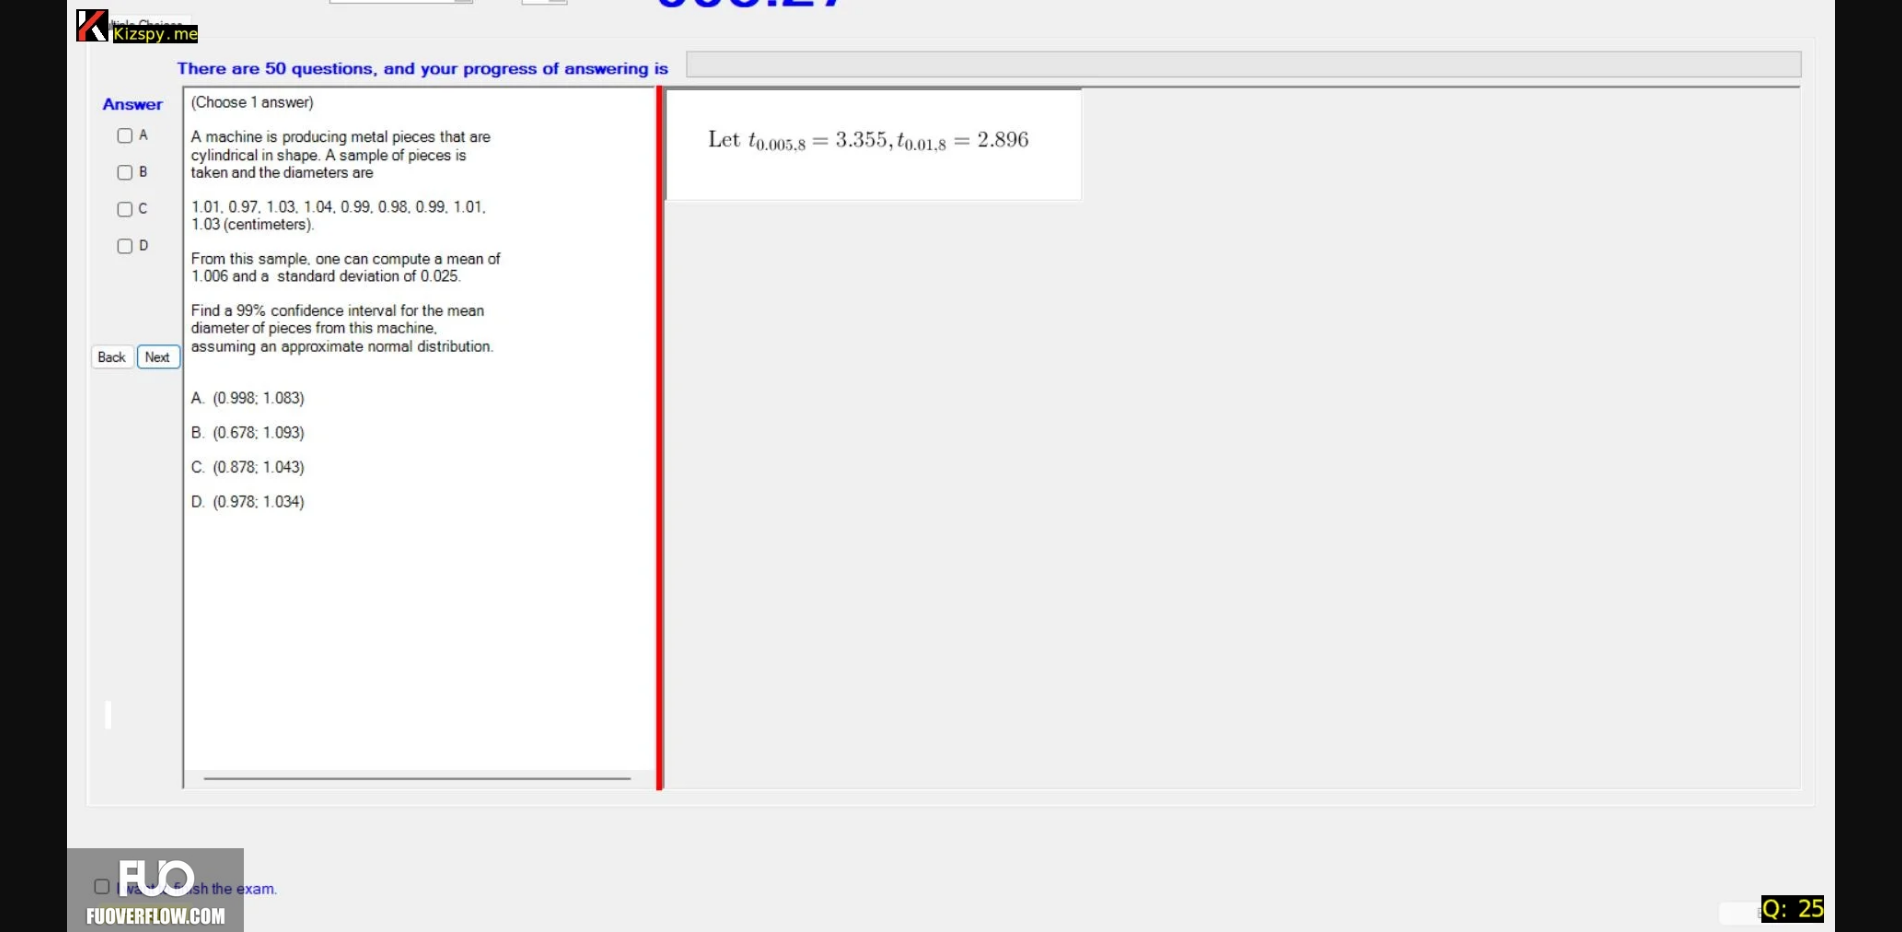 Kizspy.me
There are 50 questions, and your progress of answering is
Answer
A
B
C
D
Back Next
(Choose 1 answer)
A machine is producing metal pieces that are
cylindrical in shape. A sample of pieces is
taken and the diameters are
1.01, 0.97, 1.03, 1.04, 0.99, 0.98, 0.99, 1.01,
1.03 (centimeters).
From this sample, one can compute a mean of
1.006 and a standard deviation of 0.025.
Find a 99% confidence interval for the mean
diameter of pieces from this machine,
assuming an approximate normal distribution.
A. (0.998; 1.083)
B. (0.678; 1.093)
C. (0.878; 1.043)
D. (0.978; 1.034)
Let t0.005,8 = 3.355, t0.01,8 = 2.896
FUO
the exam.
FUOVERFLOW.COM
Q: 25